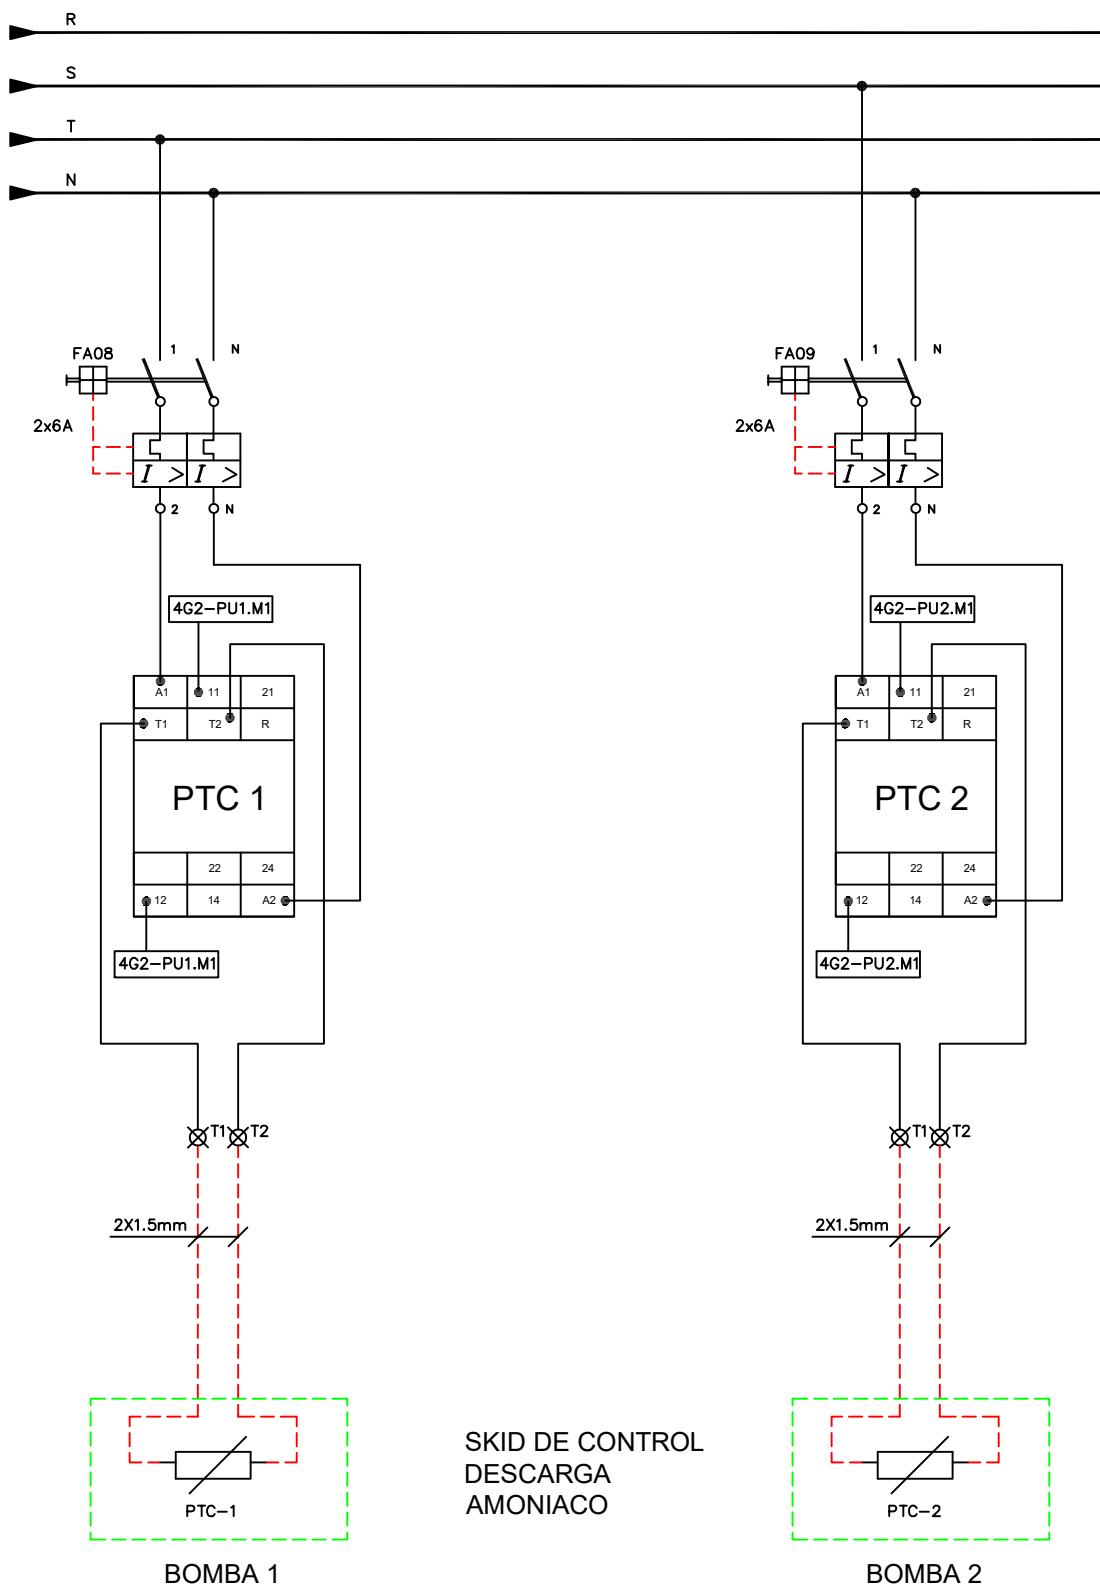 R
S
T
N
FA08
1
N
FA09
1
N
2x6A
2x6A
I >
I >
I >
I >
2
N
2
N
4G2-PU1.M1
4G2-PU2.M1
A1
11
21
A1
11
21
T1
T2
R
T1
T2
R
PTC 1
PTC 2
22
24
22
24
12
14
A2
12
14
A2
4G2-PU1.M1
4G2-PU2.M1
T1
T2
T1
T2
2X1.5mm
2X1.5mm
SKID DE CONTROL
DESCARGA
AMONIACO
PTC-1
PTC-2
BOMBA 1
BOMBA 2